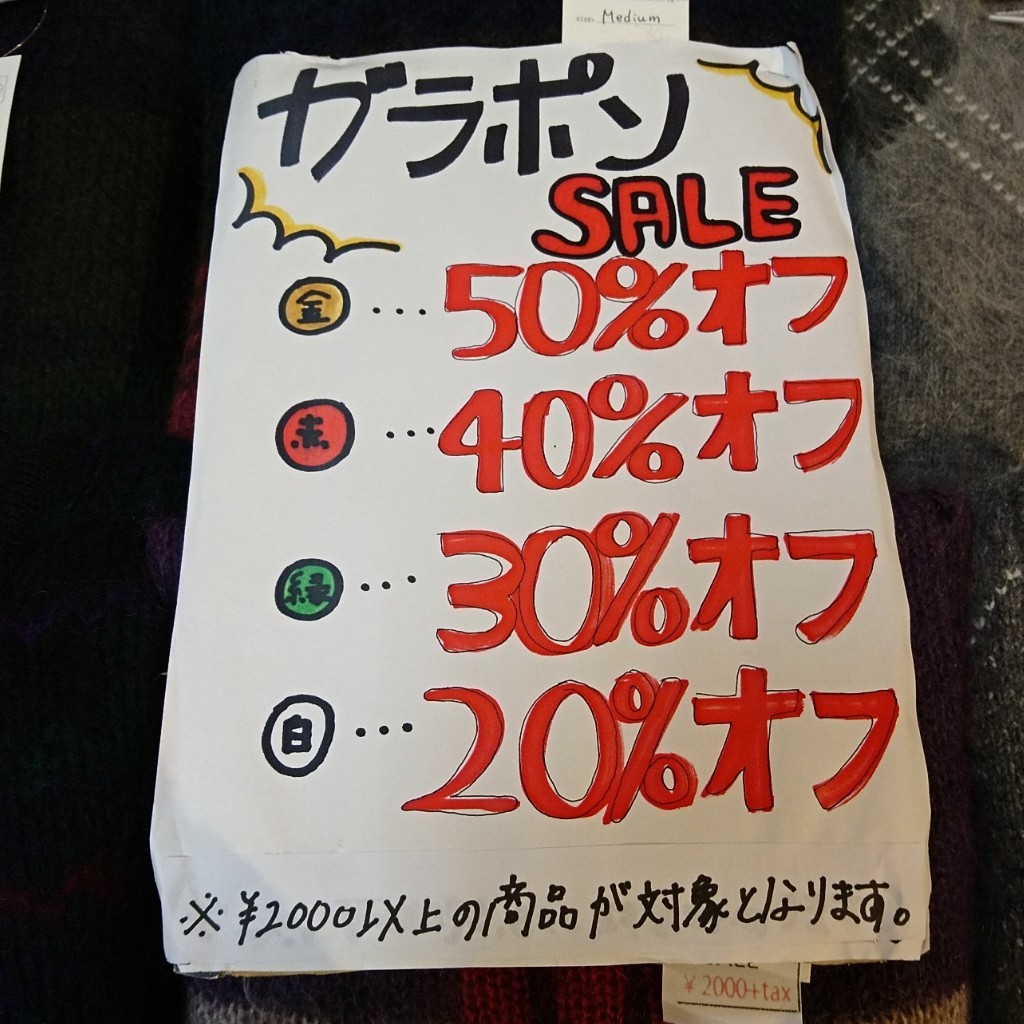 Medium
ガラポン
SALE
金…50%オフ
赤…40%オフ
緑…30%オフ
白…20%オフ
※¥2000以上の商品が対象となります。
¥2000+tax